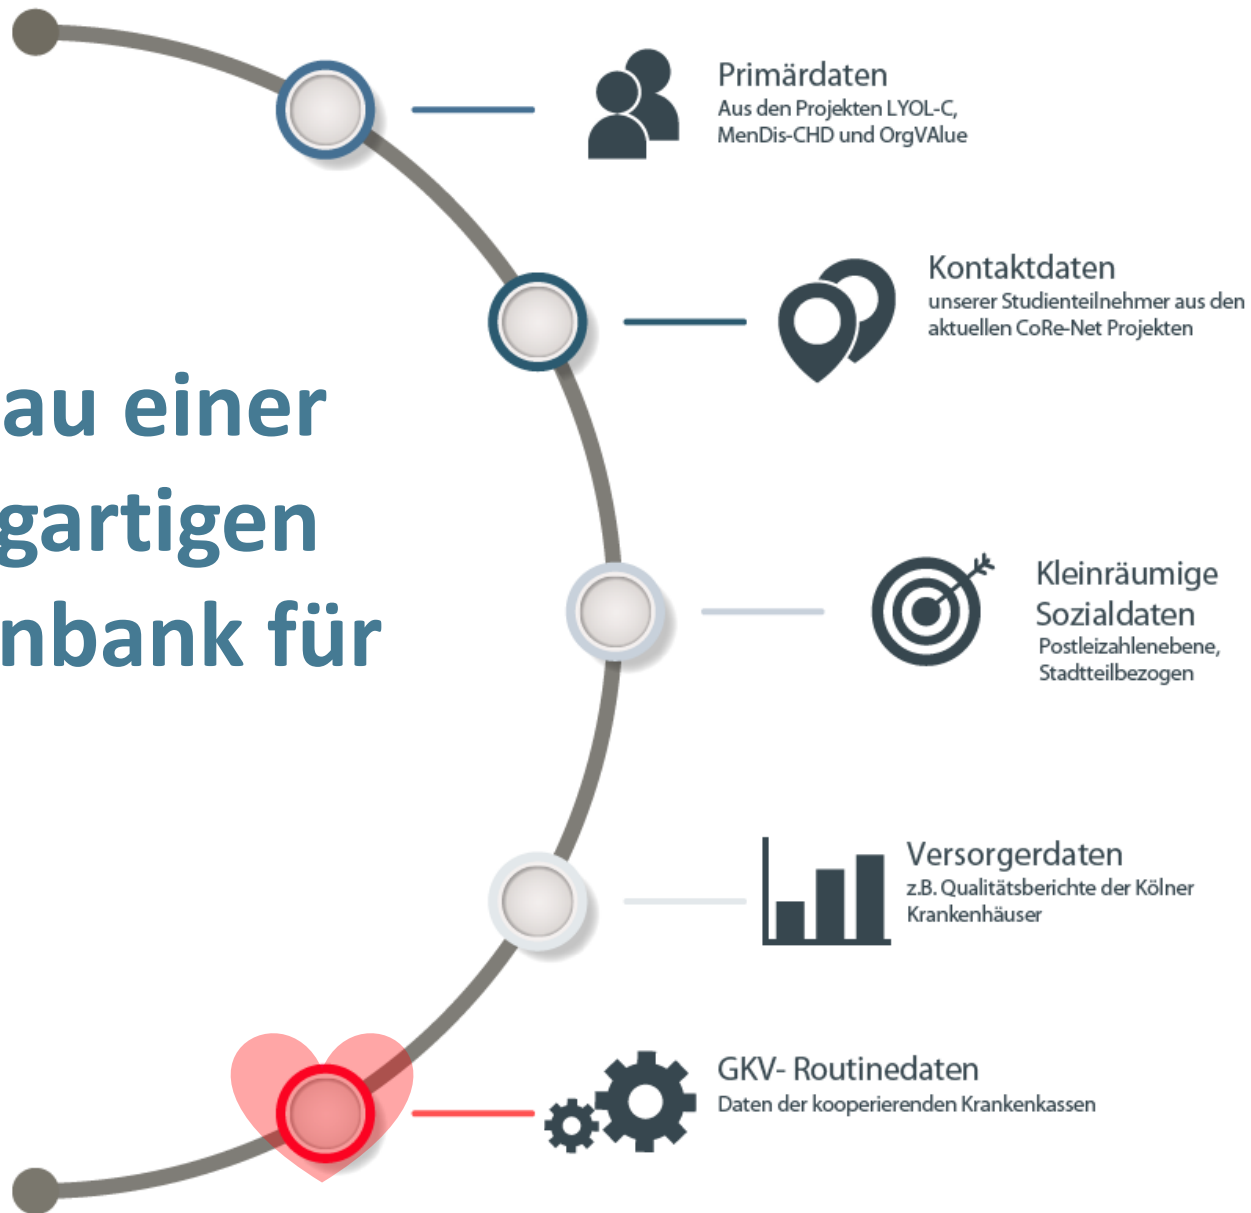 Primärdaten
Aus den Projekten LYOL-C,
MenDis-CHD und OrgVAlue
Kontaktdaten
unserer Studienteilnehmer aus den
aktuellen CoRe-Net Projekten
au einer
gartigen
nbank für
Kleinräumige
Sozialdaten
Postleizahlenebene,
Stadtteilbezogen
Versorgerdaten
z.B. Qualitätsberichte der Kölner
Krankenhäuser
GKV- Routinedaten
Daten der kooperierenden Krankenkassen